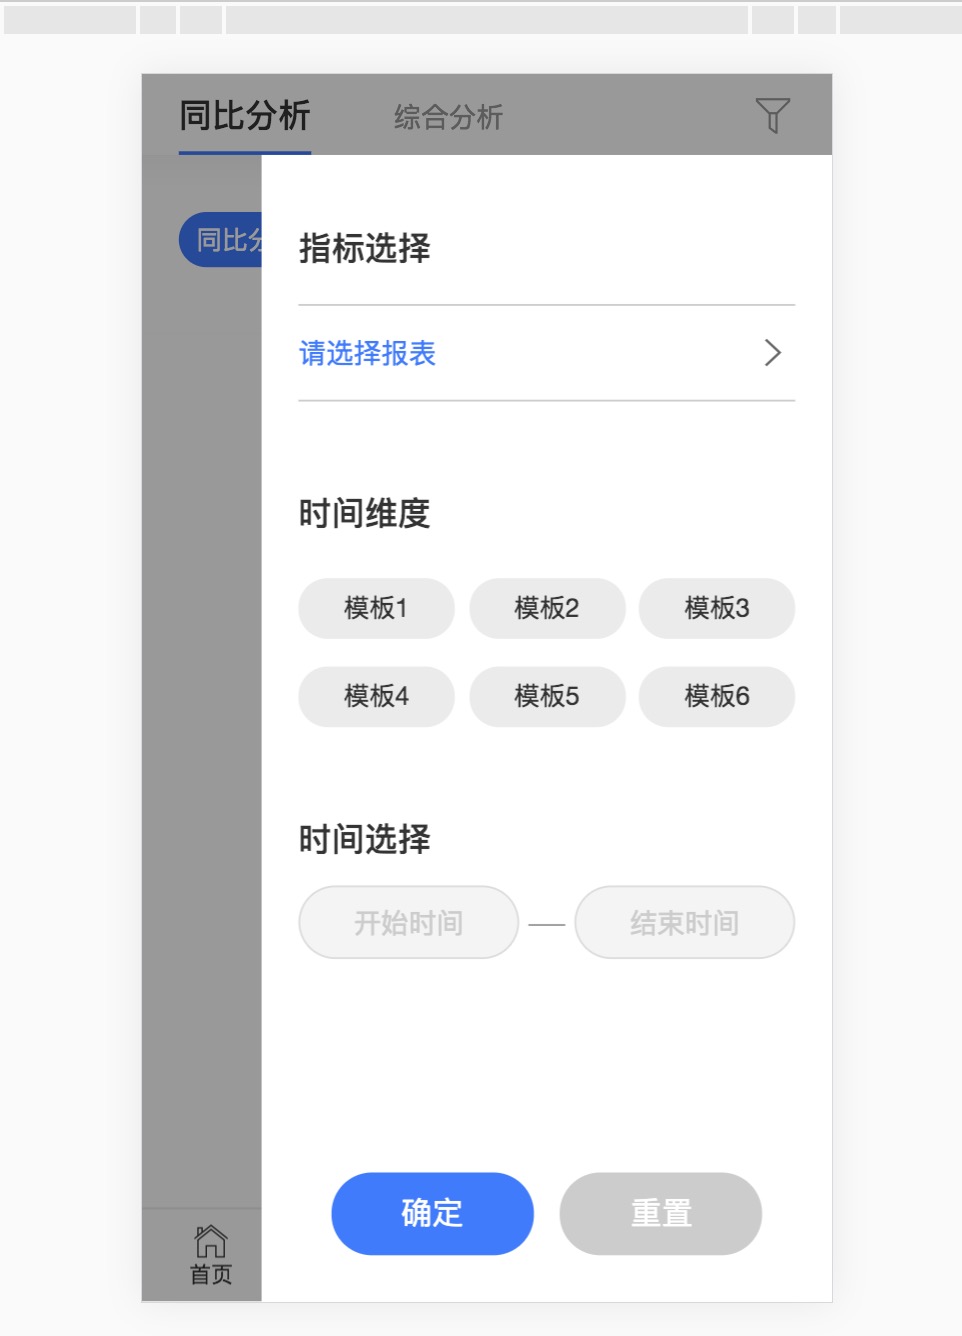 同比分析 综合分析
同比分
指标选择
请选择报表
时间维度
模板1 模板2 模板3
模板4 模板5 模板6
时间选择
开始时间 — 结束时间
确定 重置
首页